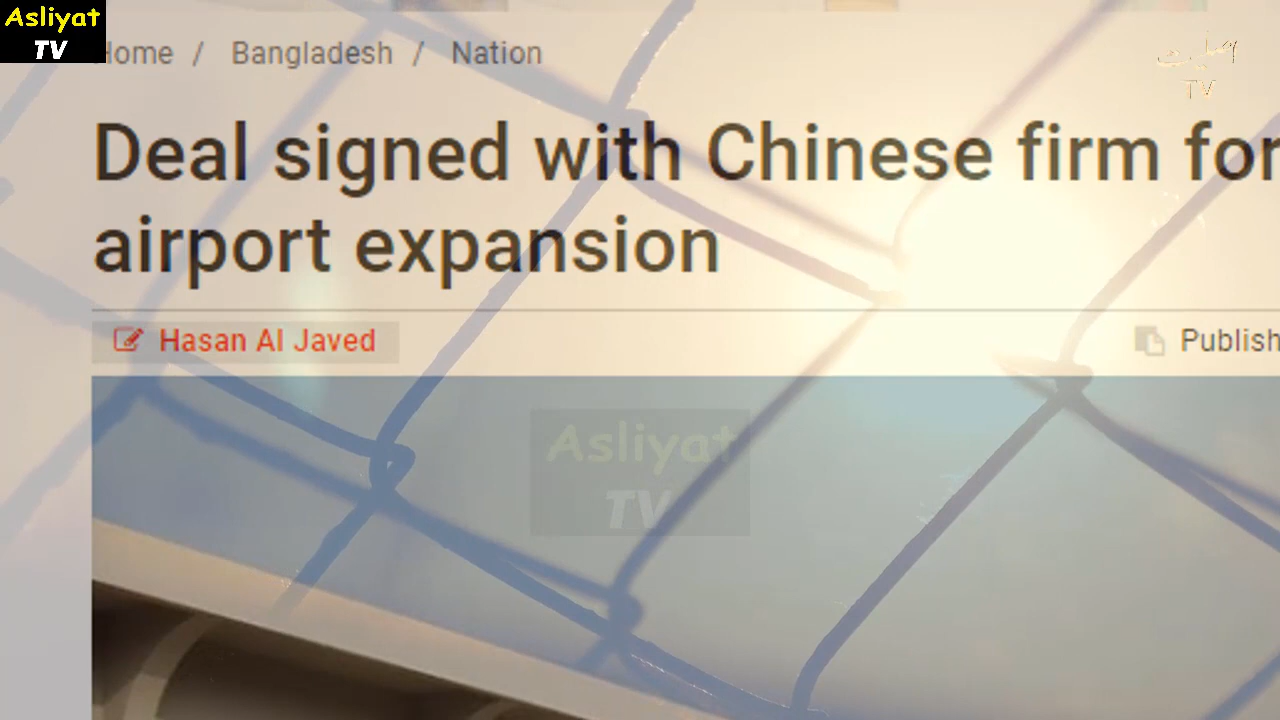 Asliyat
TV
Home / Bangladesh / Nation
TV
Deal signed with Chinese firm for
airport expansion
Hasan Al Javed
Publish
Asliyat
TV